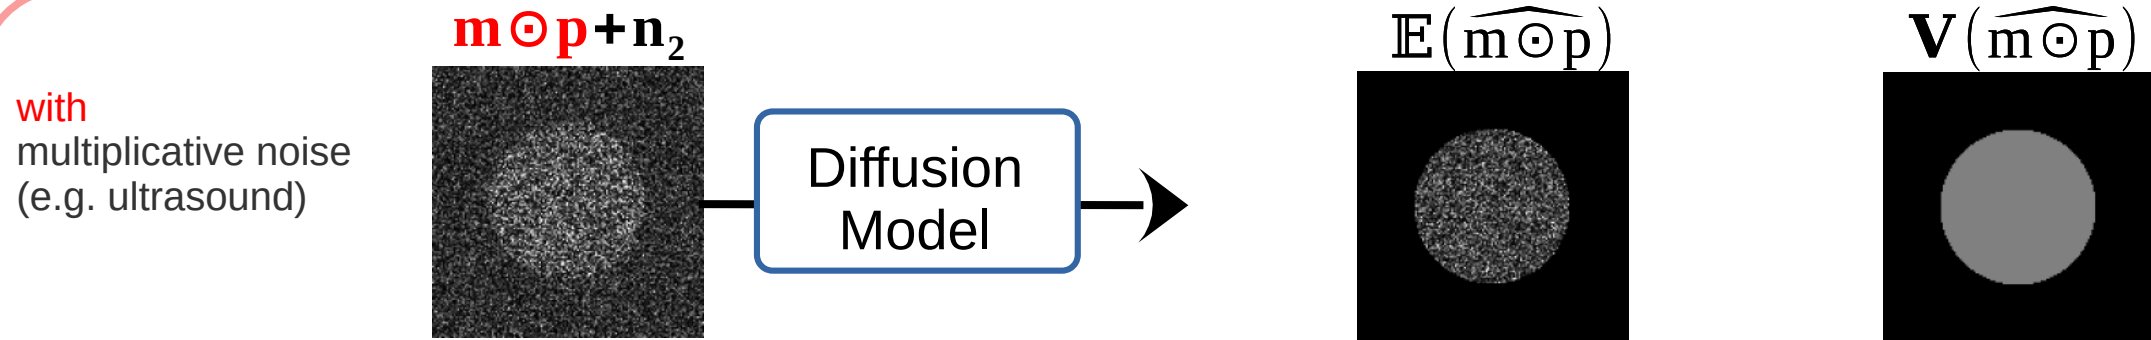 m⊙p+n₂
with
multiplicative noise
(e.g. ultrasound)
Diffusion
Model
𝔼(m⊙p)̂
V(m⊙p)̂